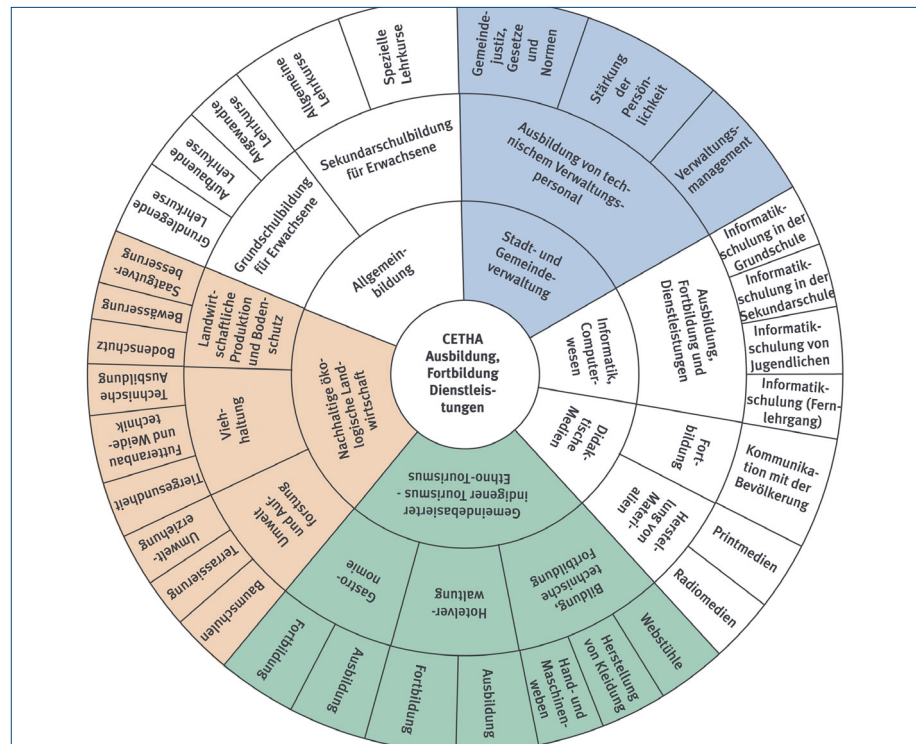 CETHA
Ausbildung,
Fortbildung
Dienstleis-
tungen
Stadt- und
Gemeinde-
verwaltung
Ausbildung von tech-
nischem Verwaltungs-
personal
Gemeinde-
justiz,
Gesetze
und
Normen
Stärkung
der
Persön-
lichkeit
Verwaltungs-
management
Informatik,
Computer-
wesen
Ausbildung,
Fortbildung und
Dienstleistungen
Informatik-
schulung in der
Grundschule
Informatik-
schulung in der
Sekundarschule
Informatik-
schulung von
Jugendlichen
Informatik-
schulung (Fern-
lehrgang)
Didak-
tische
Medien
Fort-
bildung
Kommunika-
tion mit der
Bevölkerung
Herstel-
lung von
Materi-
alien
Printmedien
Radiomedien
Gemeindebasierter
indigener Tourismus -
Ethno-Tourismus
Bildung,
technische
Fortbildung
Webstühle
Herstellung
von Kleidung
Hand- und
Maschinen-
weben
Hotelver-
waltung
Ausbildung
Fortbildung
Gastro-
nomie
Ausbildung
Fortbildung
Nachhaltige öko-
logische Land-
wirtschaft
Umwelt
und Auf-
forstung
Baumschulen
Terrassierung
Umwelt-
erziehung
Vieh-
haltung
Tiergesundheit
Futteranbau
und Weide-
technik
Technische
Ausbildung
Landwirt-
schaftliche
Produktion
und Boden-
schutz
Bodenschutz
Bewässerung
Saatgutver-
besserung
Allgemein-
bildung
Grundschulbildung
für Erwachsene
Grundlegende
Lehrkurse
Aufbauende
Lehrkurse
Angewandte
Lehrkurse
Sekundarschulbildung
für Erwachsene
Allgemeine
Lehrkurse
Spezielle
Lehrkurse